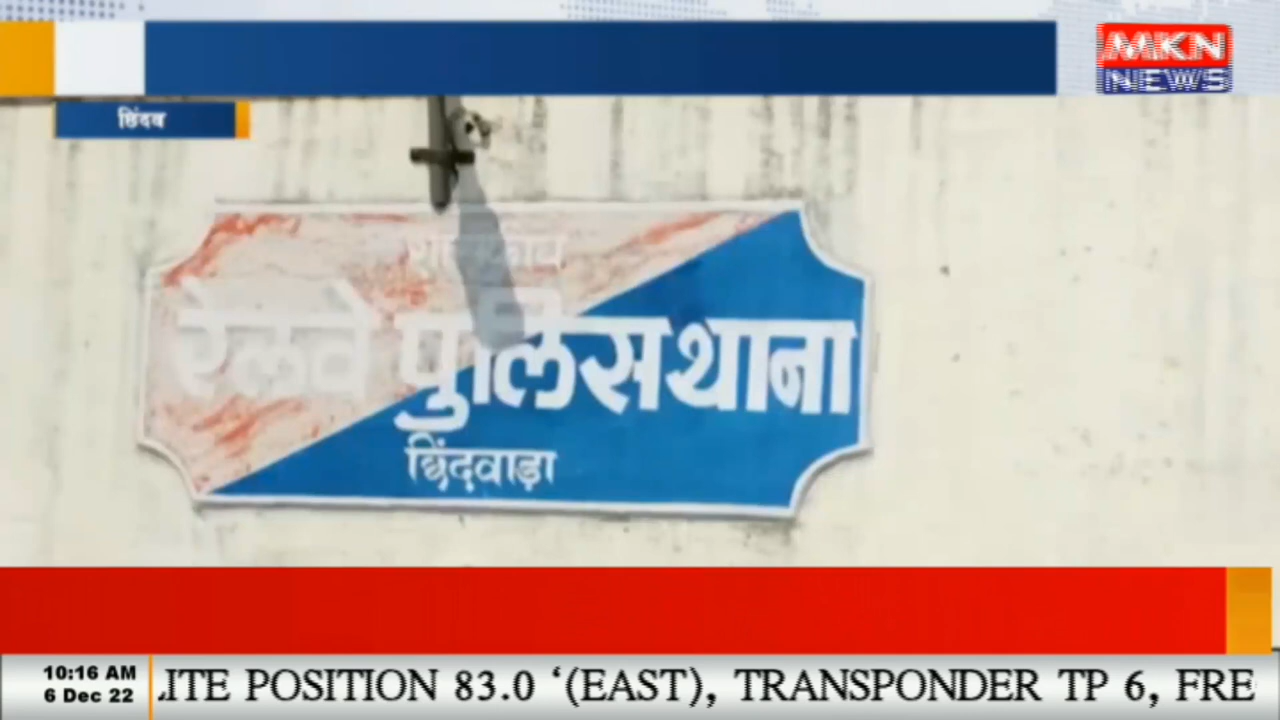 MKN
NEWS
छिंदव
रेलवे पुलिस थाना
छिंदवाड़ा
10:16 AM
6 Dec 22
ITE POSITION 83.0 ‘(EAST), TRANSPONDER TP 6, FRE